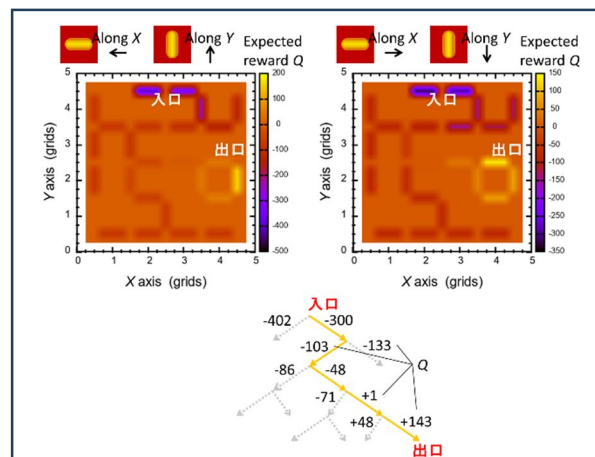 Along X
Along Y
Expected
reward Q
5
4
3
2
1
0
0 1 2 3 4 5
Y axis (grids)
X axis (grids)
入口
出口
200
100
0
-100
-200
-300
-400
-500
Along X
Along Y
Expected
reward Q
5
4
3
2
1
0
0 1 2 3 4 5
Y axis (grids)
X axis (grids)
入口
出口
150
100
50
0
-50
-100
-150
-200
-250
-300
-350
入口
-402 -300
-103 -133
-86 -48 Q
-71 +1
+48 +143
出口